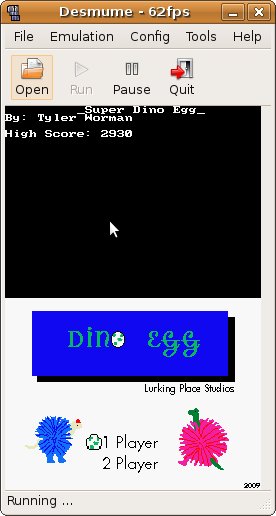 Desmume - 62fps
File Emulation Config Tools Help
Open Run Pause Quit
_Super Dino Egg_
By: Tyler Worman
High Score: 2930
DINO EGG
Lurking Place Studios
1 Player
2 Player
2009
Running ...